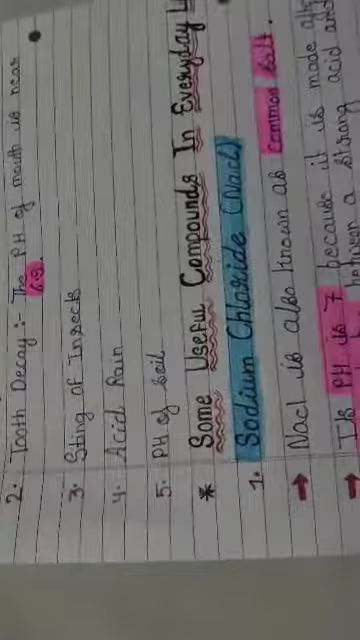 2. Tooth Decay :- The PH of mouth is near
3. Sting of Insects
4. Acid Rain
5. PH of Soil
* Some Useful Compounds In Everyday
1. Sodium Chloride (NaCl)
→ NaCl is also known as common salt.
→ Its PH is 7 because it is made
between a strong acid and